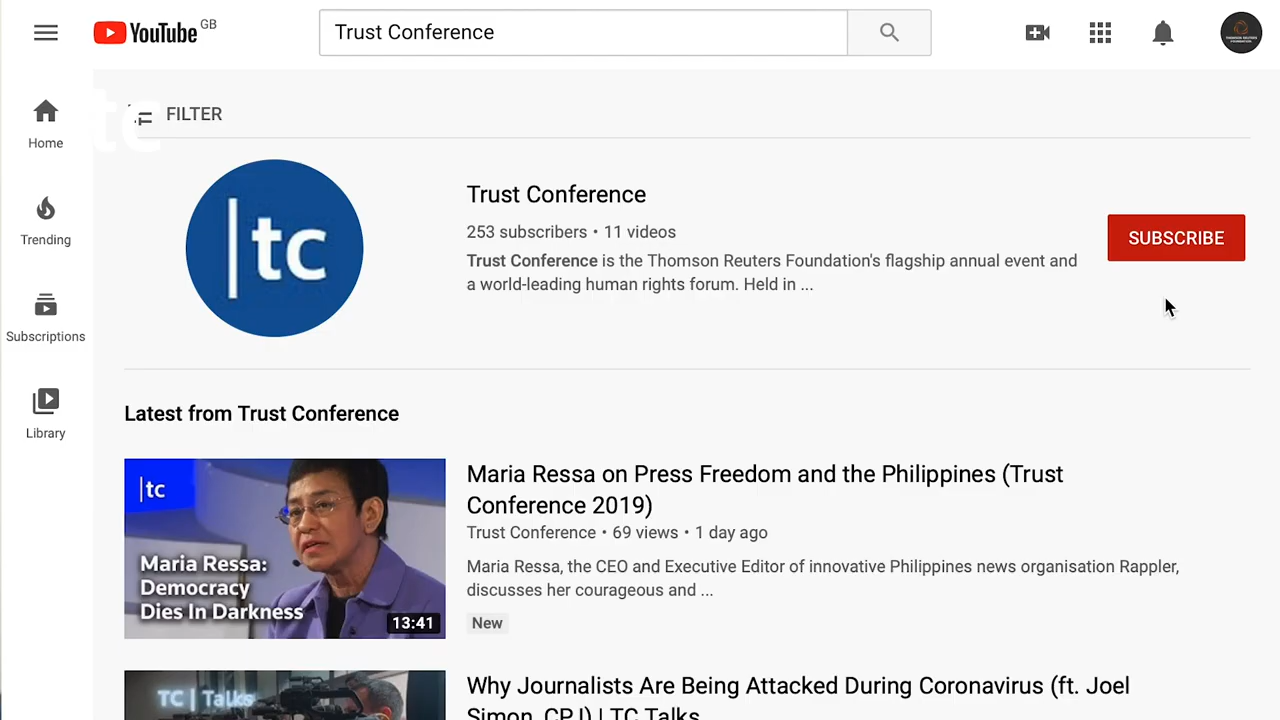 YouTube GB
Trust Conference
tc
FILTER
Home
Trending
Subscriptions
Library
|tc
Trust Conference
253 subscribers • 11 videos
SUBSCRIBE
Trust Conference is the Thomson Reuters Foundation's flagship annual event and
a world-leading human rights forum. Held in ...
Latest from Trust Conference
|tc
Maria Ressa:
Democracy
Dies In Darkness
13:41
Maria Ressa on Press Freedom and the Philippines (Trust
Conference 2019)
Trust Conference • 69 views • 1 day ago
Maria Ressa, the CEO and Executive Editor of innovative Philippines news organisation Rappler,
discusses her courageous and ...
New
TC | Talks
Why Journalists Are Being Attacked During Coronavirus (ft. Joel
Simon, CPJ) | TC Talks